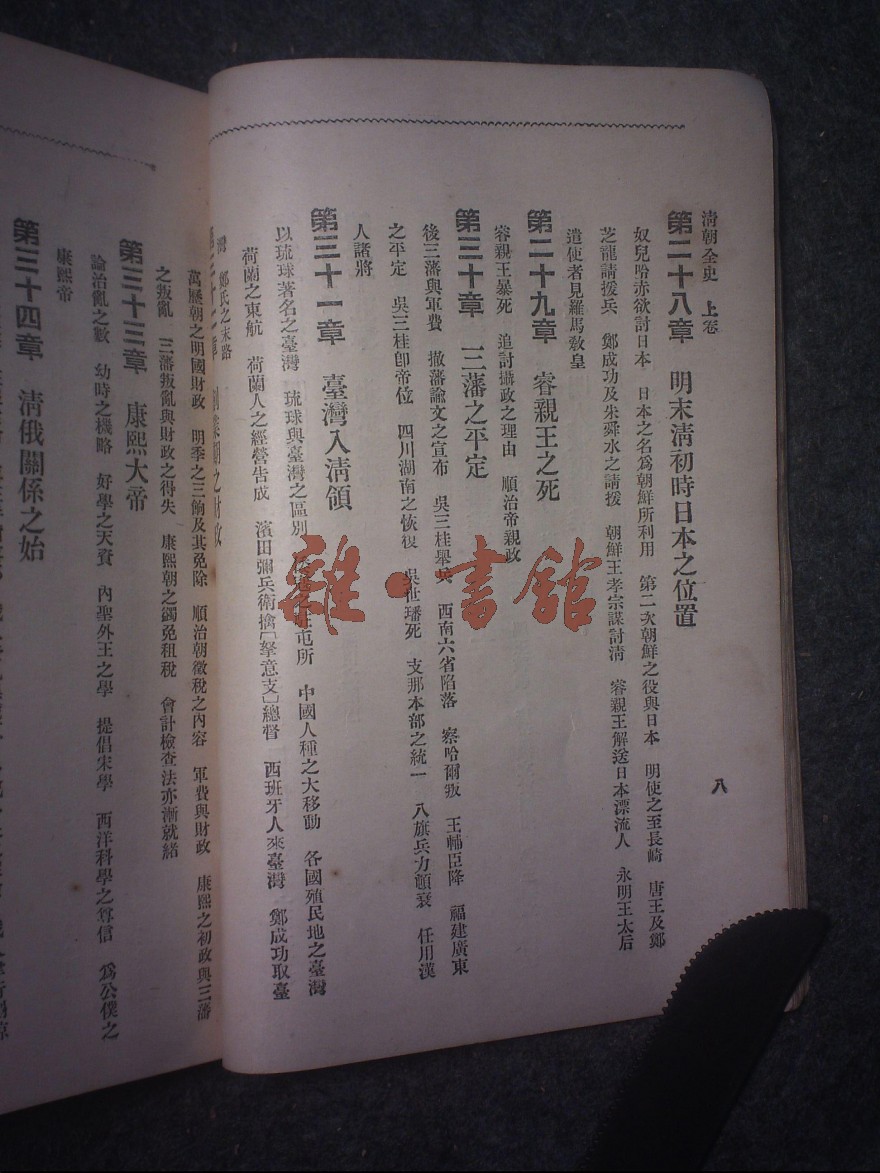 清朝全史 上卷
八
第二十八章 明末清初時日本之位置
奴兒哈赤欲討日本 日本之名爲朝鮮所利用 第二次朝鮮之役與日本 明使之至長崎 唐王及鄭
芝龍請援兵 鄭成功及朱舜水之請援 朝鮮王孝宗謀討清 睿親王解送日本漂流人 永明王太后
遣使者見羅馬敎皇
第二十九章 睿親王之死
睿親王暴死 追討攝政之理由 順治帝親政
第三十章 三藩之平定
後三藩與軍費 撤藩諭文之宣布 吳三桂舉兵 西南六省陷落 察哈爾叛 王輔臣降 福建廣東
之平定 吳三桂卽帝位 四川湖南之恢復 吳世璠死 支那本部之統一 八旗兵力頓衰 任用漢
人諸將
第三十一章 臺灣入清領
以琉球著名之臺灣 琉球與臺灣之區別 屯所 中國人種之大移動 各國殖民地之臺灣
荷蘭之東航 荷蘭人之經營告成 濱田彌兵衛擒[拏意支]總督 西班牙人來臺灣 鄭成功取臺
灣 鄭氏之末路
之財政
萬曆朝之明國財政 明季之三餉及其免除 順治朝徵稅之內容 軍費與財政 康熙之初政與三藩
之叛亂 三藩叛亂與財政之得失 康熙朝之蠲免租稅 會計檢查法亦漸就緒
第三十三章 康熙大帝
論治亂之數 幼時之機略 好學之天資 內聖外王之學 提倡宋學 西洋科學之尊信 爲公僕之
康熙帝
第三十四章 清俄關係之始
雜·書館